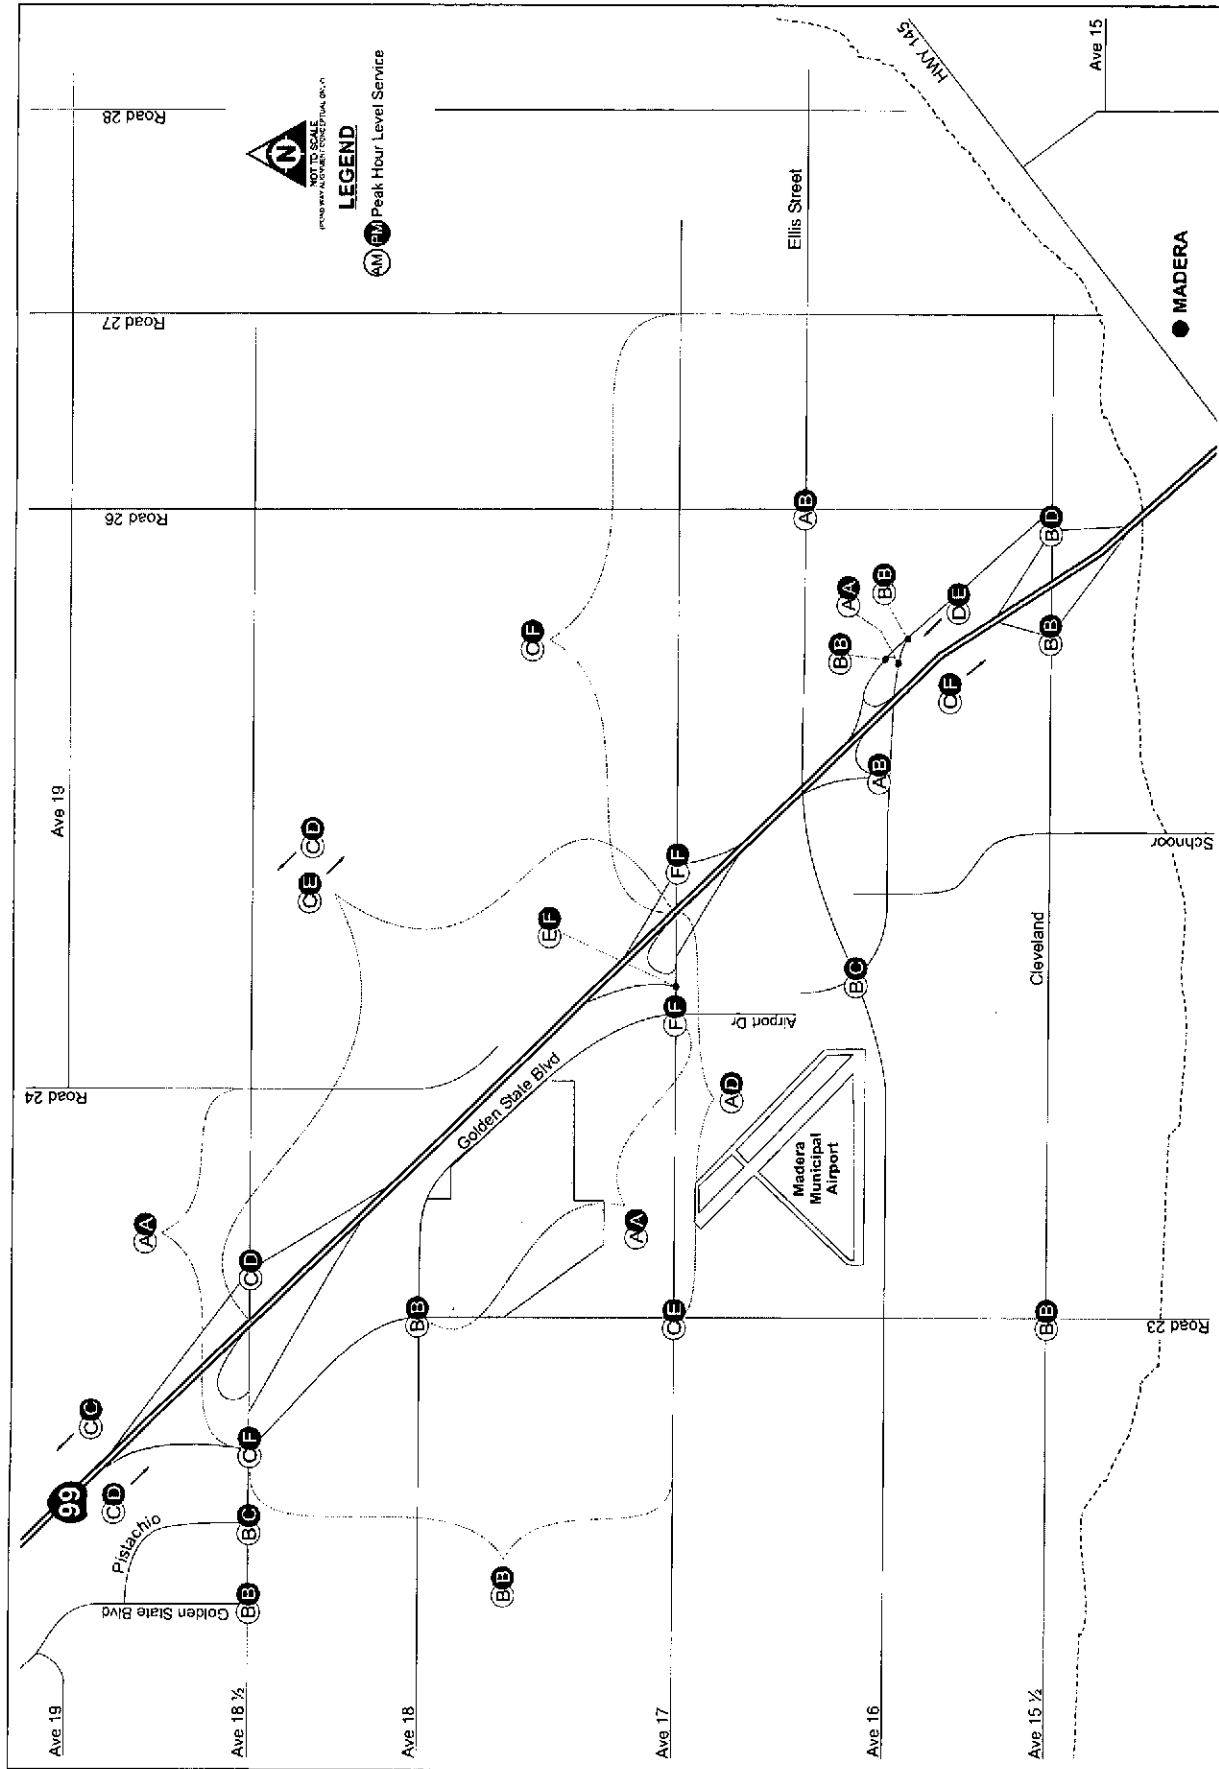 Road 28
Road 27
Road 26
Road 24
Road 23
N
NOT TO SCALE
LEGEND
AM PM Peak Hour Level Service
HWY 145
Ave 15
Ellis Street
MADERA
Ave 19
99
Pistachio
Golden State Blvd
Golden State Blvd
Airport Dr
Madera
Municipal
Airport
Schnoor
Cleveland
Ave 19
Ave 18 ½
Ave 18
Ave 17
Ave 16
Ave 15 ½
C C
C D
A A
C D
C E
C D
C F
B C
B B
B B
B B
A A
C E
A D
F F
E F
F F
C F
A B
B C
A B
B B
A A
B B
D E
C F
B D
B B
B B